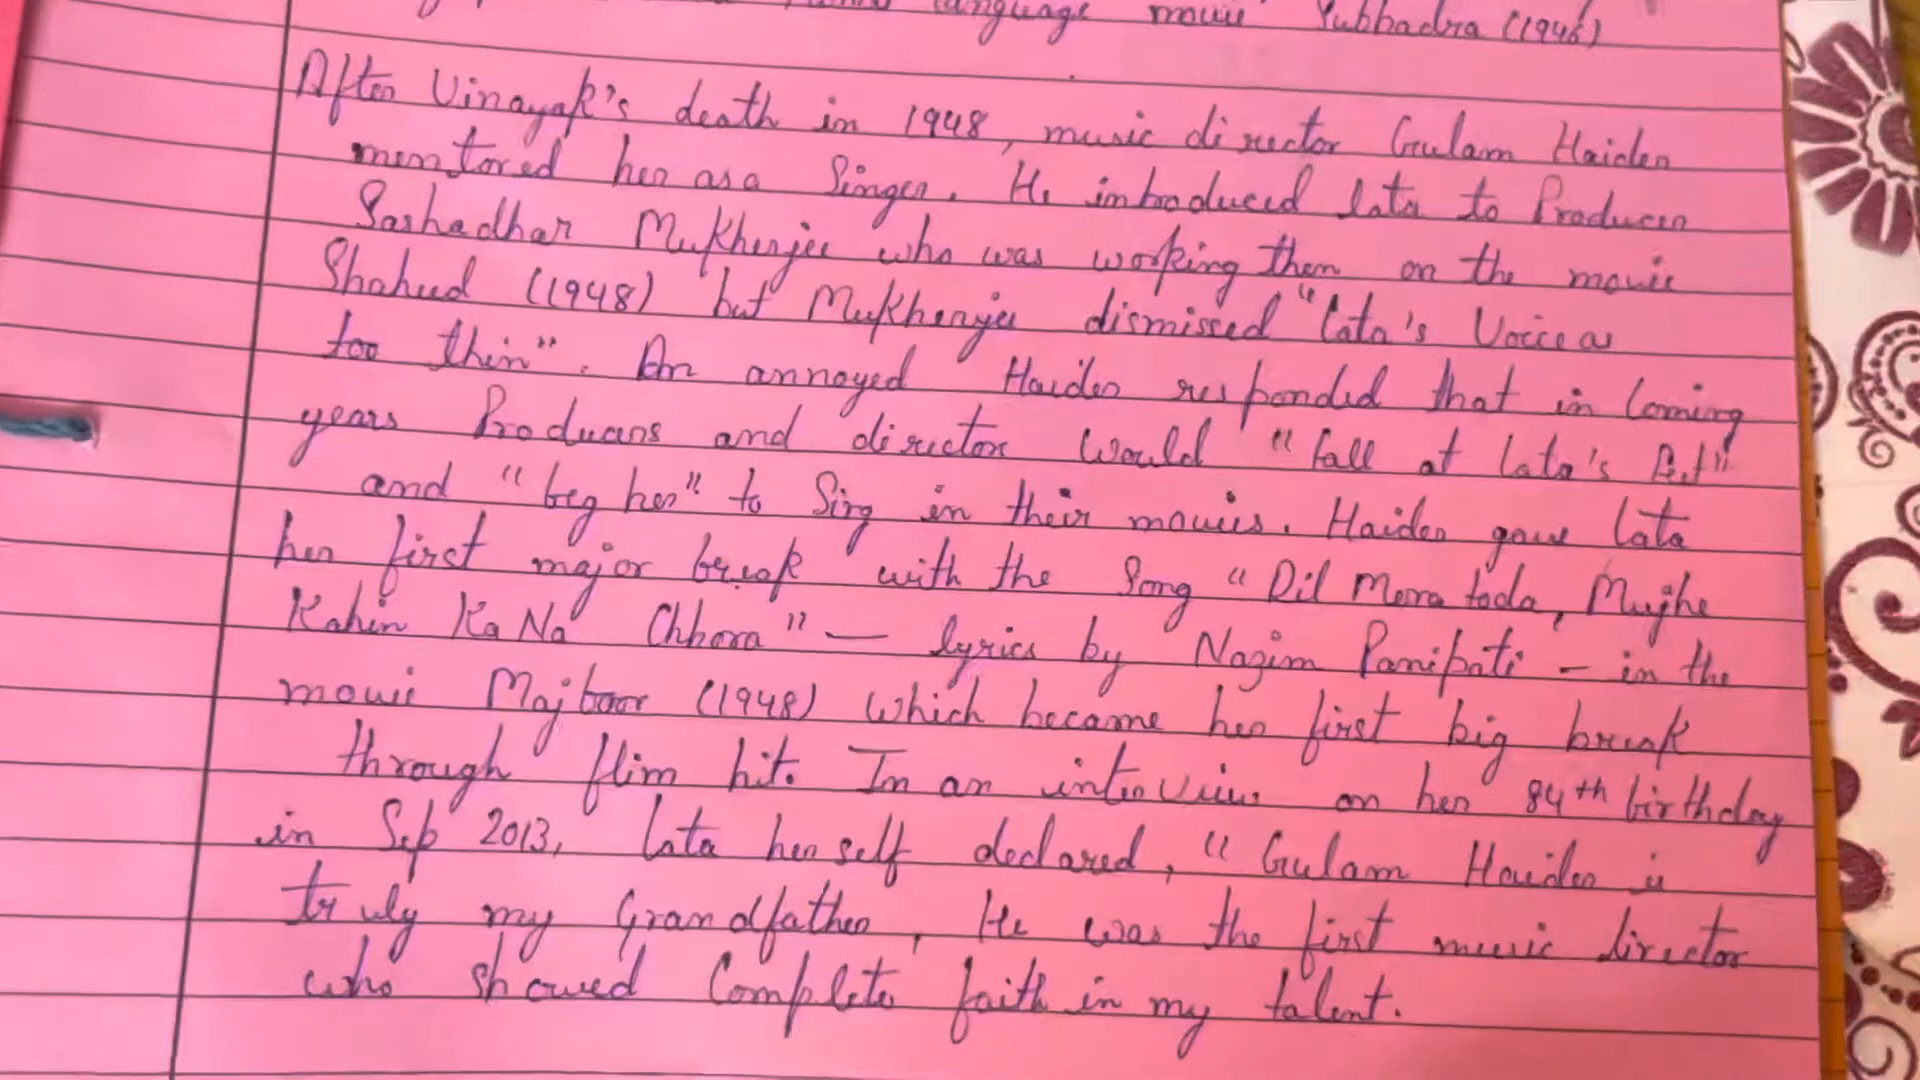 language movie Subhadra (1946)
After Vinayak's death in 1948, music director Gulam Haider
mentored her as a Singer. He imbroduced lata to Producer
Sashadhar Mukherjee who was working then on the movie
Shaheed (1948) but Mukherjee dismissed "lata's Voice as
too thin". An annoyed Haider responded that in Coming
years Producers and director would "fall at lata's feet"
and "beg her" to Sing in their movies. Haider gave lata
her first major break with the Song "Dil Mera toda, Mujhe
Kahin Ka Na Chhora" — lyrics by Nazim Panipati – in the
movie Majboor (1948) which became her first big break
through flim hit. In an interview on her 84th birthday
in Sep 2013, lata herself declared, "Gulam Haider is
truly my Grandfather, He was the first music director
who showed Complete faith in my talent.